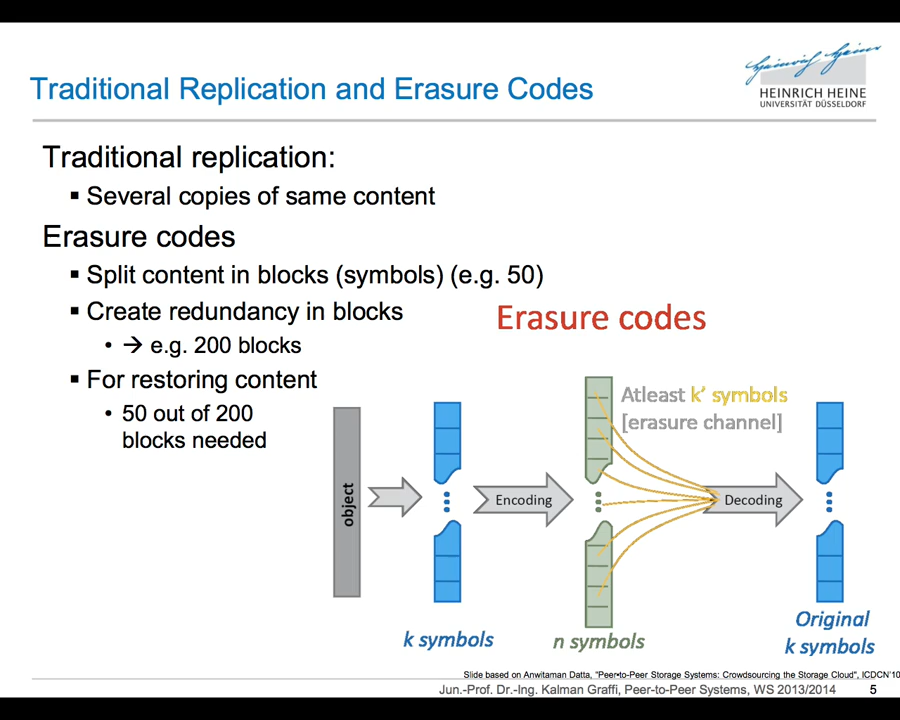 Traditional Replication and Erasure Codes
Heinrich Heine
HEINRICH HEINE
UNIVERSITÄT DÜSSELDORF
Traditional replication:
▪ Several copies of same content
Erasure codes
▪ Split content in blocks (symbols) (e.g. 50)
▪ Create redundancy in blocks
• → e.g. 200 blocks
▪ For restoring content
• 50 out of 200
blocks needed
Erasure codes
Atleast k’ symbols
[erasure channel]
object
Encoding
Decoding
k symbols
n symbols
Original
k symbols
Slide based on Anwitaman Datta, "Peer-to-Peer Storage Systems: Crowdsourcing the Storage Cloud", ICDCN'10
Jun.-Prof. Dr.-Ing. Kalman Graffi, Peer-to-Peer Systems, WS 2013/2014
5